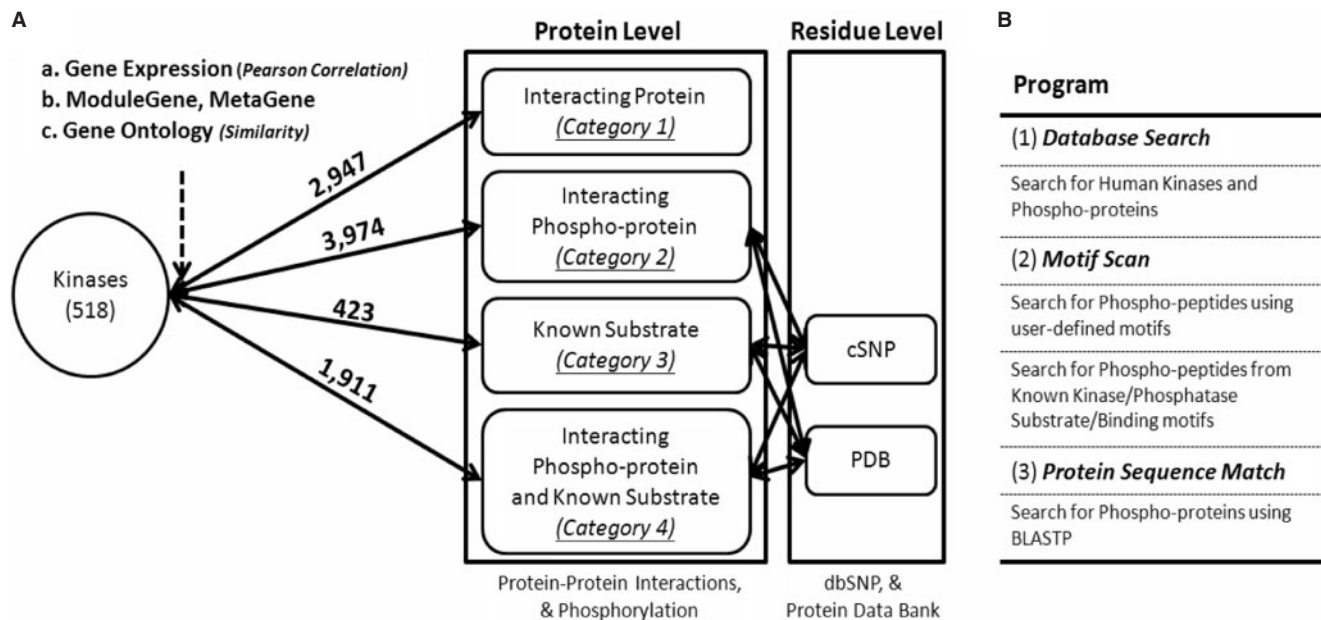 A
a. Gene Expression (Pearson Correlation)
b. ModuleGene, MetaGene
c. Gene Ontology (Similarity)
Kinases
(518)
2,947
3,974
423
1,911
Protein Level
Interacting Protein
(Category 1)
Interacting
Phospho-protein
(Category 2)
Known Substrate
(Category 3)
Interacting
Phospho-protein
and Known Substrate
(Category 4)
Protein-Protein Interactions,
& Phosphorylation
Residue Level
cSNP
PDB
dbSNP, &
Protein Data Bank
B
Program
(1) Database Search
Search for Human Kinases and
Phospho-proteins
(2) Motif Scan
Search for Phospho-peptides using
user-defined motifs
Search for Phospho-peptides from
Known Kinase/Phosphatase
Substrate/Binding motifs
(3) Protein Sequence Match
Search for Phospho-proteins using
BLASTP